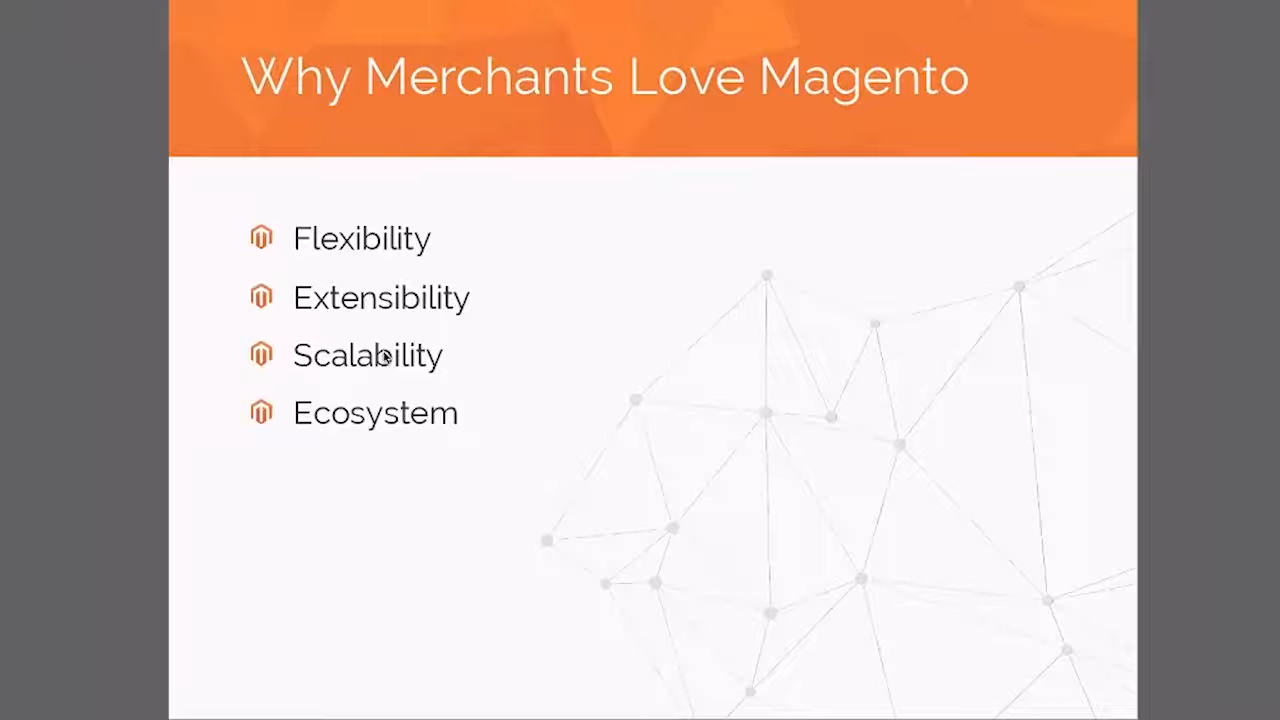 Why Merchants Love Magento
Flexibility
Extensibility
Scalability
Ecosystem